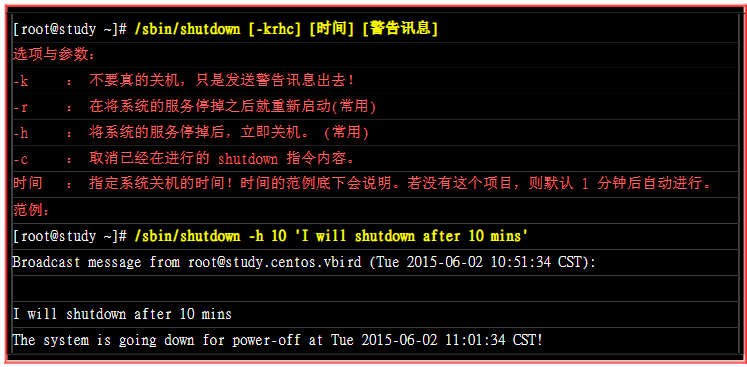 [root@study ~]# /sbin/shutdown [-krhc] [时间] [警告讯息]
选项与参数:
-k    : 不要真的关机，只是发送警告讯息出去!
-r    : 在将系统的服务停掉之后就重新启动(常用)
-h    : 将系统的服务停掉后，立即关机。 (常用)
-c    : 取消已经在进行的 shutdown 指令内容。
时间  : 指定系统关机的时间! 时间的范例底下会说明。若没有这个项目，则默认 1 分钟后自动进行。
范例:
[root@study ~]# /sbin/shutdown -h 10 'I will shutdown after 10 mins'
Broadcast message from root@study.centos.vbird (Tue 2015-06-02 10:51:34 CST):
I will shutdown after 10 mins
The system is going down for power-off at Tue 2015-06-02 11:01:34 CST!